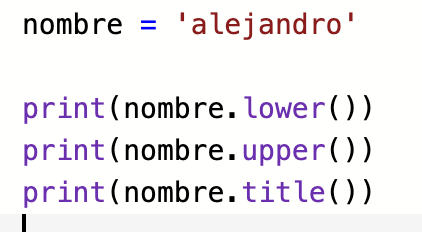 nombre = 'alejandro'
print(nombre.lower())
print(nombre.upper())
print(nombre.title())